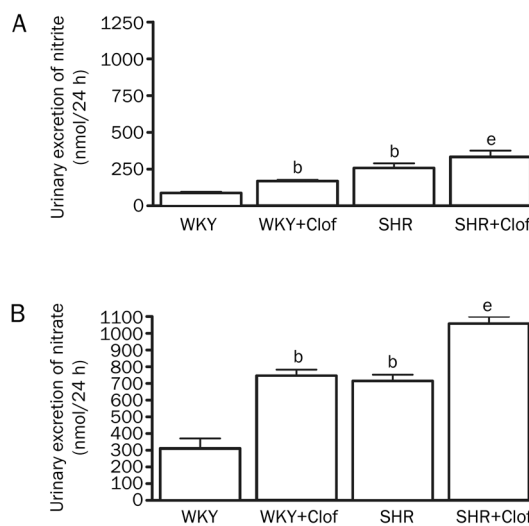 A
Urinary excretion of nitrite
(nmol/24 h)
1250
1000
750
500
250
0
b
b
e
WKY
WKY+Clof
SHR
SHR+Clof
B
Urinary excretion of nitrate
(nmol/24 h)
1100
1000
900
800
700
600
500
400
300
200
100
0
b
b
e
WKY
WKY+Clof
SHR
SHR+Clof